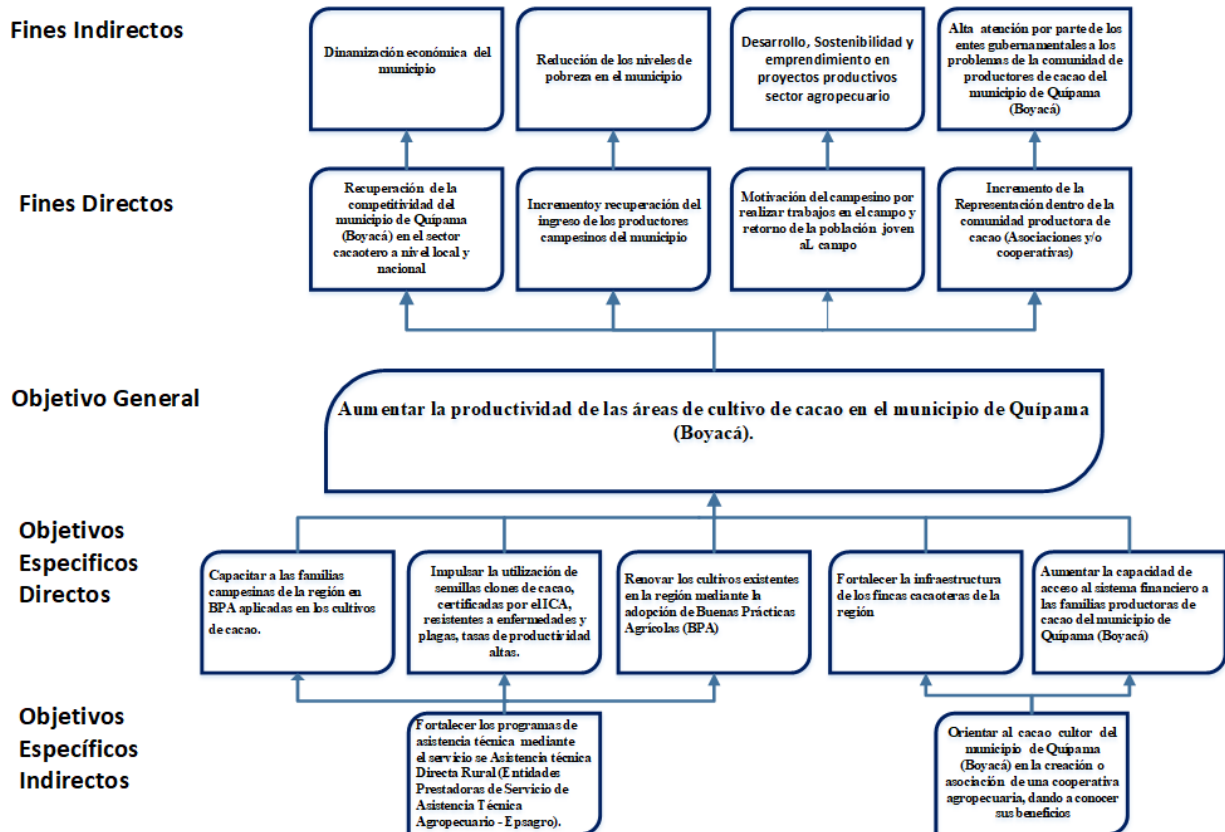 Fines Indirectos
Dinamización económica del
municipio
Reducción de los niveles de
pobreza en el municipio
Desarrollo, Sostenibilidad y
emprendimiento en
proyectos productivos
sector agropecuario
Alta atención por parte de los
entes gubernamentales a los
problemas de la comunidad de
productores de cacao del
municipio de Quípama
(Boyacá)
Fines Directos
Recuperación de la
competitividad del
municipio de Quípama
(Boyacá) en el sector
cacaotero a nivel local y
nacional
Incremento y recuperación del
ingreso de los productores
campesinos del municipio
Motivación del campesino por
realizar trabajos en el campo y
retorno de la población joven
aL campo
Incremento de la
Representación dentro de la
comunidad productora de
cacao (Asociaciones y/o
cooperativas)
Objetivo General
Aumentar la productividad de las áreas de cultivo de cacao en el municipio de Quípama
(Boyacá).
Objetivos
Especificos
Directos
Capacitar a las familias
campesinas de la región en
BPA aplicadas en los cultivos
de cacao.
Impulsar la utilización de
semillas clones de cacao,
certificadas por el ICA,
resistentes a enfermedades y
plagas, tasas de productividad
altas.
Renovar los cultivos existentes
en la región mediante la
adopción de Buenas Prácticas
Agrícolas (BPA)
Fortalecer la infraestructura
de los fincas cacaoteras de la
región
Aumentar la capacidad de
acceso al sistema financiero a
las familias productoras de
cacao del municipio de
Quípama (Boyacá)
Objetivos
Específicos
Indirectos
Fortalecer los programas de
asistencia técnica mediante
el servicio se Asistencia técnica
Directa Rural (Entidades
Prestadoras de Servicio de
Asistencia Técnica
Agropecuario - Epsagro).
Orientar al cacao cultor del
municipio de Quípama
(Boyacá) en la creación o
asociación de una cooperativa
agropecuaria, dando a conocer
sus beneficios